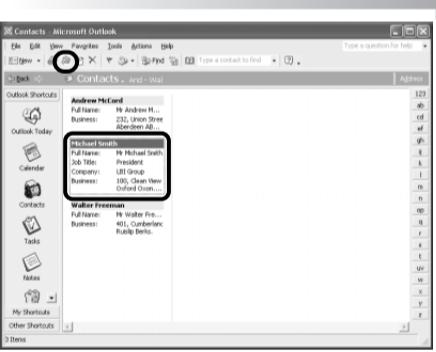 Contacts - Microsoft Outlook
File Edit View Favorites Tools Actions Help
Type a question for help
New
Find
Type a contact to find
Back
Contacts . And - Wal
Address
Outlook Shortcuts
Outlook Today
Calendar
Contacts
Tasks
Notes
My Shortcuts
Other Shortcuts
Andrew McCord
Full Name: Mr Andrew M...
Business: 232, Union Stree
Aberdeen AB...
Michael Smith
Full Name: Mr Michael Smith
Job Title: President
Company: LBI Group
Business: 100, Clean View
Oxford Oxon....
Walter Freeman
Full Name: Mr Walter Fre...
Business: 401, Cumberlanc
Ruislip Berks.
123
ab
cd
ef
gh
l
m
n
op
q
r
s
t
uv
w
x
y
z
3 Items